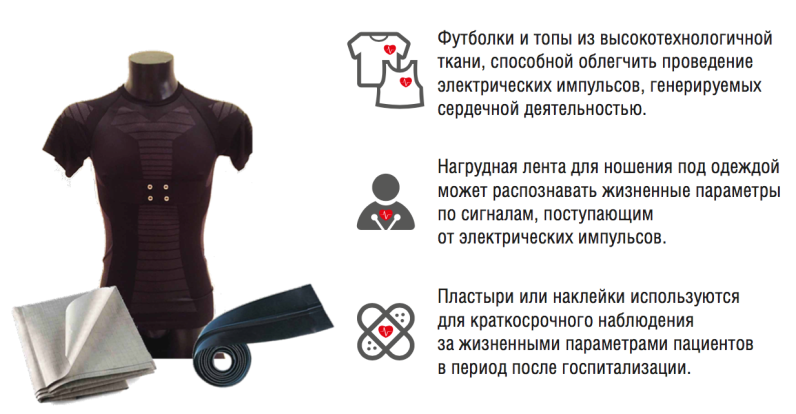 Футболки и топы из высокотехнологичной
ткани, способной облегчить проведение
электрических импульсов, генерируемых
сердечной деятельностью.
Нагрудная лента для ношения под одеждой
может распознавать жизненные параметры
по сигналам, поступающим
от электрических импульсов.
Пластыри или наклейки используются
для краткосрочного наблюдения
за жизненными параметрами пациентов
в период после госпитализации.